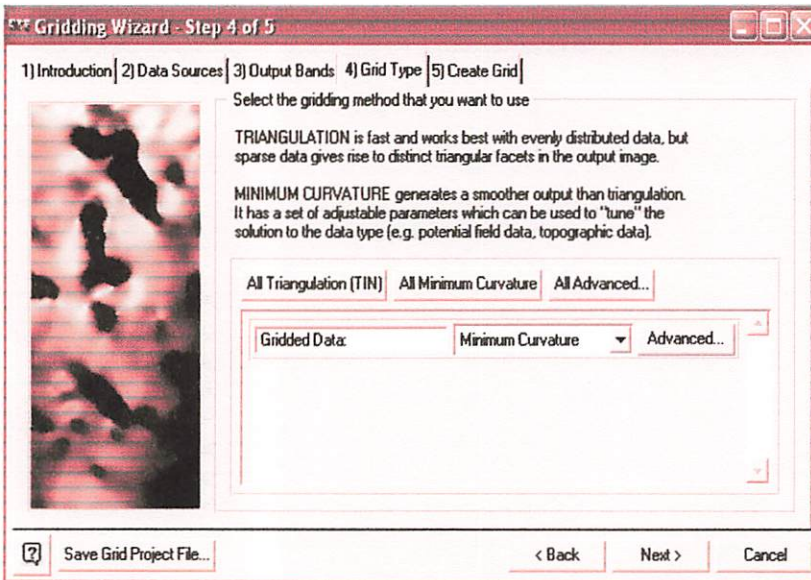 Gridding Wizard - Step 4 of 5
1) Introduction 2) Data Sources 3) Output Bands 4) Grid Type 5) Create Grid
Select the gridding method that you want to use
TRIANGULATION is fast and works best with evenly distributed data, but
sparse data gives rise to distinct triangular facets in the output image.
MINIMUM CURVATURE generates a smoother output than triangulation.
It has a set of adjustable parameters which can be used to "tune" the
solution to the data type (e.g. potential field data, topographic data).
All Triangulation (TIN) All Minimum Curvature All Advanced...
Gridded Data: Minimum Curvature Advanced...
? Save Grid Project File... < Back Next > Cancel